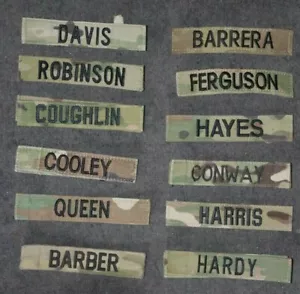 DAVIS
ROBINSON
COUGHLIN
COOLEY
QUEEN
BARBER
BARRERA
FERGUSON
HAYES
CONWAY
HARRIS
HARDY